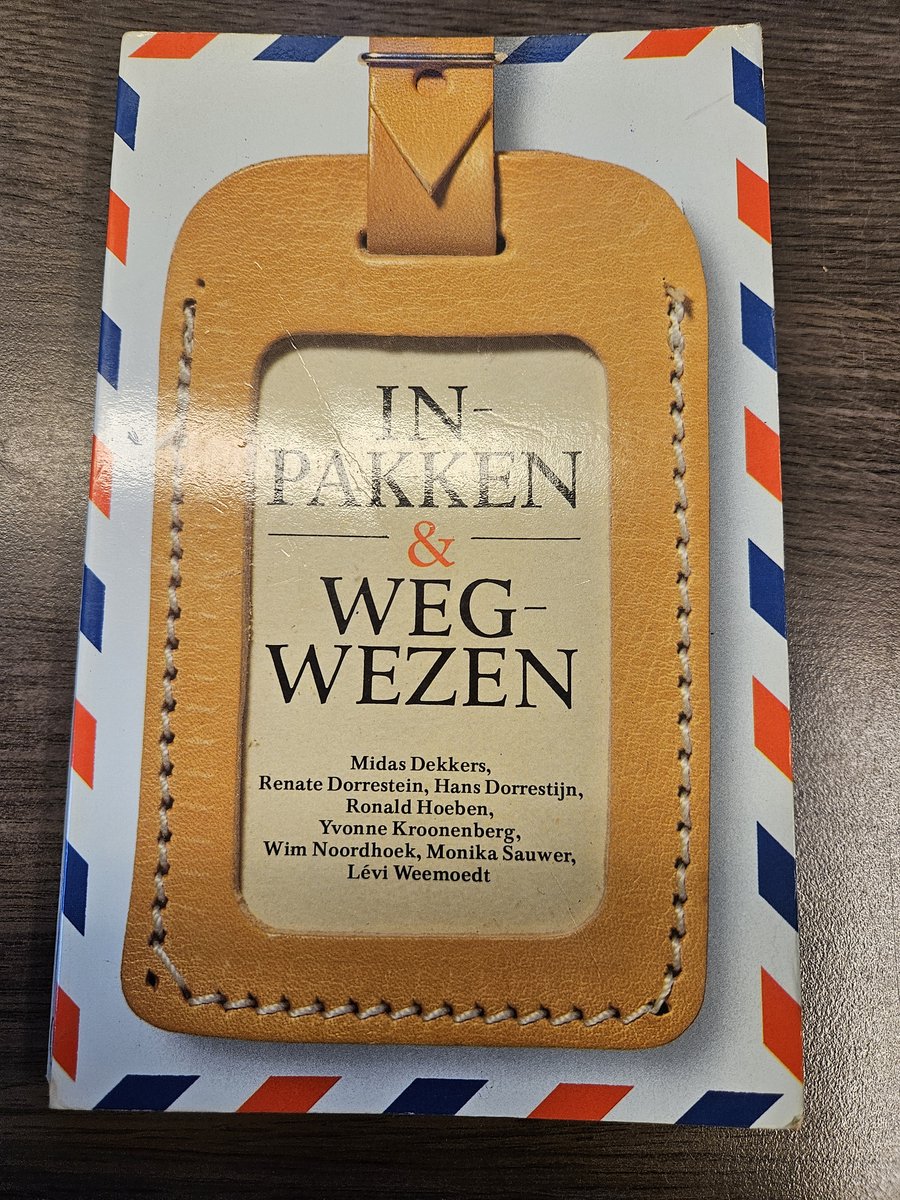 IN-
PAKKEN
&
WEG-
WEZEN
Midas Dekkers,
Renate Dorrestein, Hans Dorrestijn,
Ronald Hoeben,
Yvonne Kroonenberg,
Wim Noordhoek, Monika Sauwer,
Lévi Weemoedt